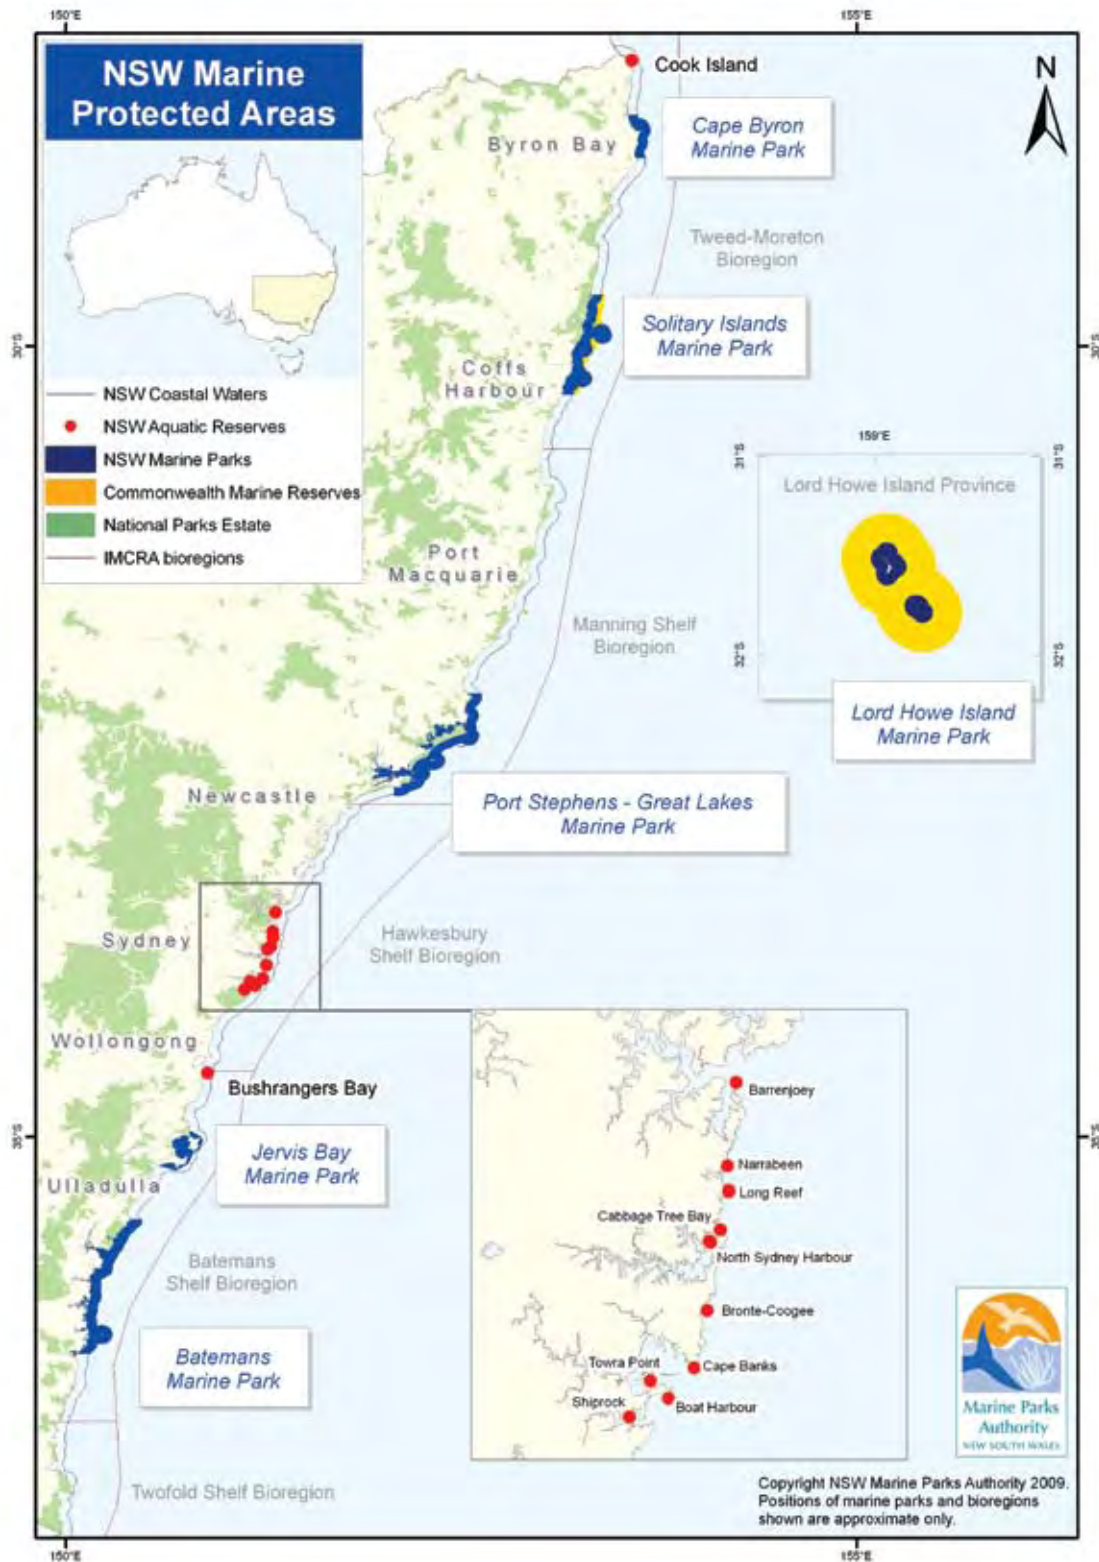 150°E
155°E
NSW Marine
Protected Areas
Cook Island
N
Byron Bay
Cape Byron
Marine Park
Tweed-Moreton
Bioregion
Solitary Islands
Marine Park
30°S
30°S
Coffs
Harbour
NSW Coastal Waters
NSW Aquatic Reserves
NSW Marine Parks
Commonwealth Marine Reserves
National Parks Estate
IMCRA bioregions
159°E
31°S
31°S
Lord Howe Island Province
32°S
32°S
Lord Howe Island
Marine Park
Port
Macquarie
Manning Shelf
Bioregion
Newcastle
Port Stephens - Great Lakes
Marine Park
Sydney
Hawkesbury
Shelf Bioregion
Wollongong
Bushrangers Bay
35°S
35°S
Jervis Bay
Marine Park
Ulladulla
Batemans
Shelf Bioregion
Batemans
Marine Park
Twofold Shelf Bioregion
Barrenjoey
Narrabeen
Long Reef
Cabbage Tree Bay
North Sydney Harbour
Bronte-Coogee
Cape Banks
Towra Point
Boat Harbour
Shiprock
Marine Parks
Authority
NEW SOUTH WALES
Copyright NSW Marine Parks Authority 2009.
Positions of marine parks and bioregions
shown are approximate only.
150°E
155°E